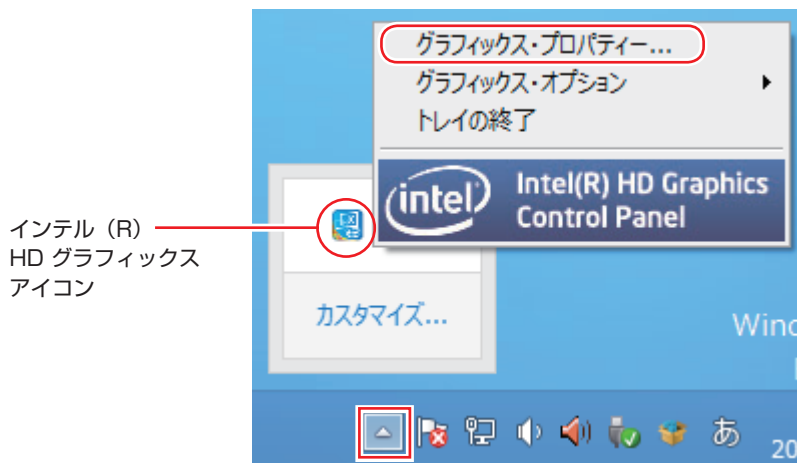 グラフィックス・プロパティー...
グラフィックス・オプション
トレイの終了
intel
Intel(R) HD Graphics
Control Panel
インテル（R）
HD グラフィックス
アイコン
カスタマイズ...
Wind
あ
20